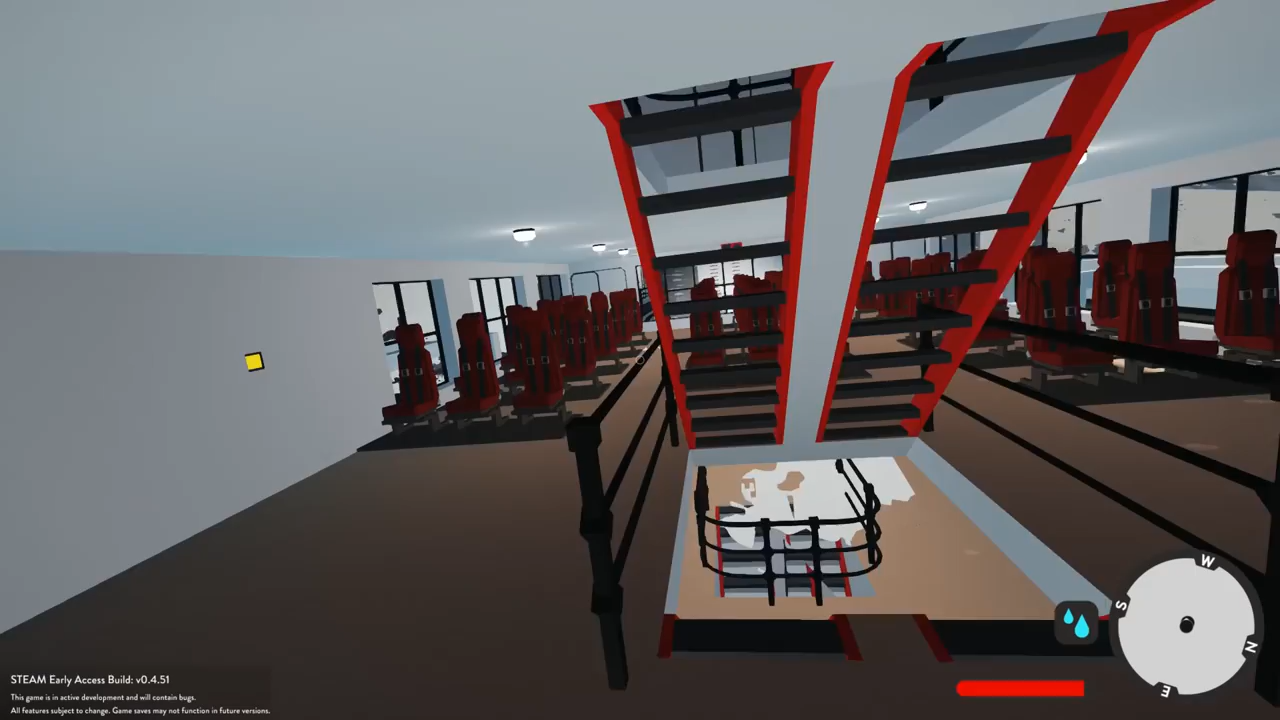 W
S
N
E
STEAM Early Access Build: v0.4.51
This game is in active development and will contain bugs.
All features subject to change. Game saves may not function in future versions.